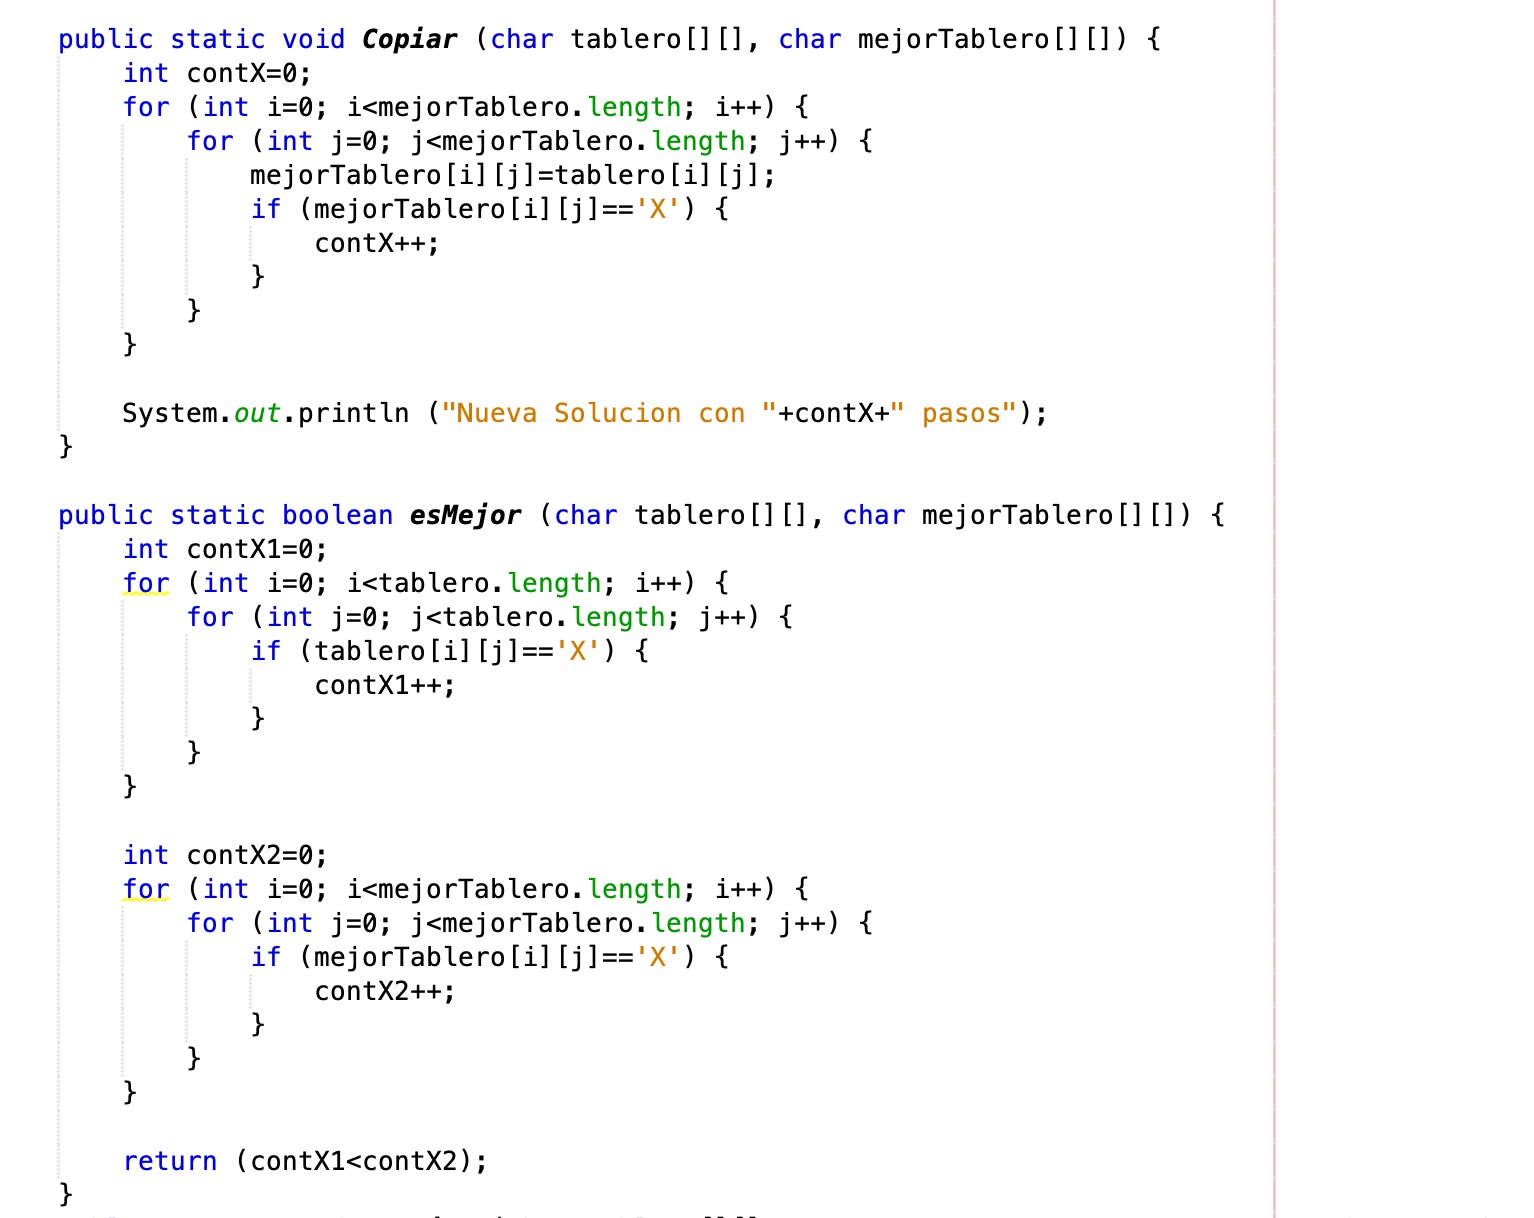 public static void Copiar (char tablero[][], char mejorTablero[][]) {
    int contX=0;
    for (int i=0; i<mejorTablero.length; i++) {
        for (int j=0; j<mejorTablero.length; j++) {
            mejorTablero[i][j]=tablero[i][j];
            if (mejorTablero[i][j]=='X') {
                contX++;
            }
        }
    }

    System.out.println ("Nueva Solucion con "+contX+" pasos");
}

public static boolean esMejor (char tablero[][], char mejorTablero[][]) {
    int contX1=0;
    for (int i=0; i<tablero.length; i++) {
        for (int j=0; j<tablero.length; j++) {
            if (tablero[i][j]=='X') {
                contX1++;
            }
        }
    }

    int contX2=0;
    for (int i=0; i<mejorTablero.length; i++) {
        for (int j=0; j<mejorTablero.length; j++) {
            if (mejorTablero[i][j]=='X') {
                contX2++;
            }
        }
    }

    return (contX1<contX2);
}